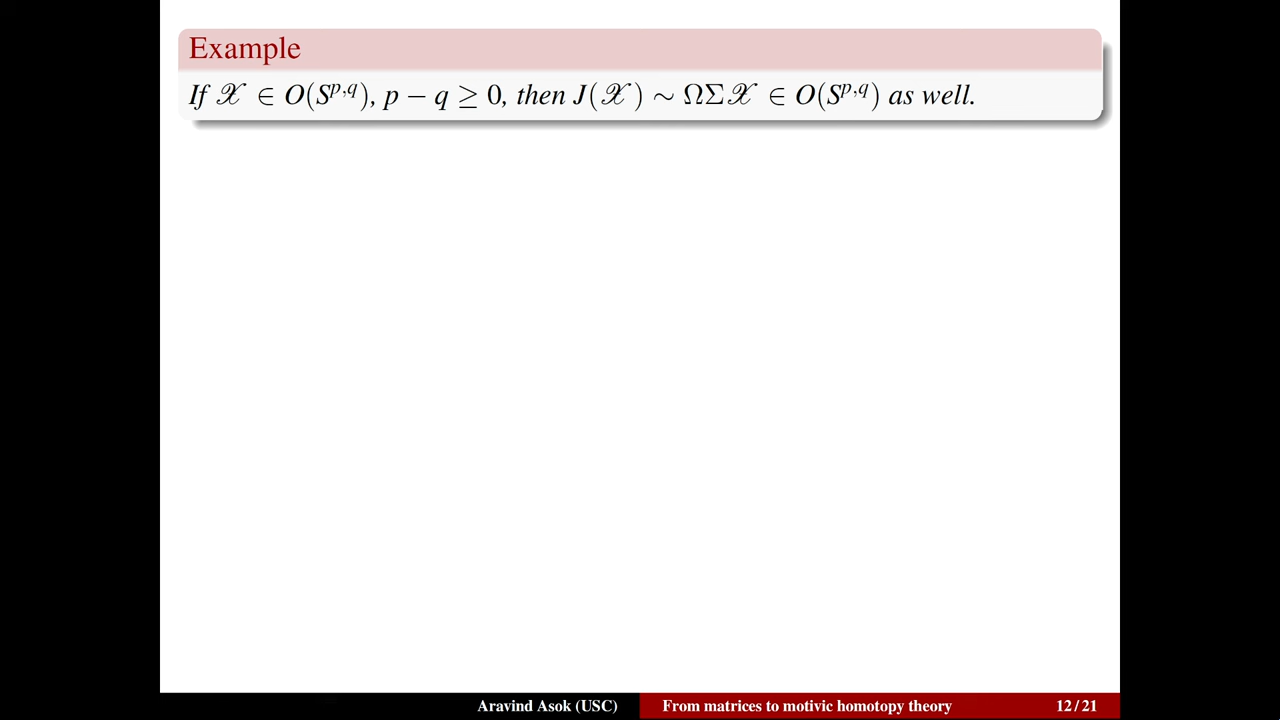 Example
If 𝒳 ∈ O(S^{p,q}), p − q ≥ 0, then J(𝒳) ∼ ΩΣ𝒳 ∈ O(S^{p,q}) as well.
Aravind Asok (USC) From matrices to motivic homotopy theory 12 / 21